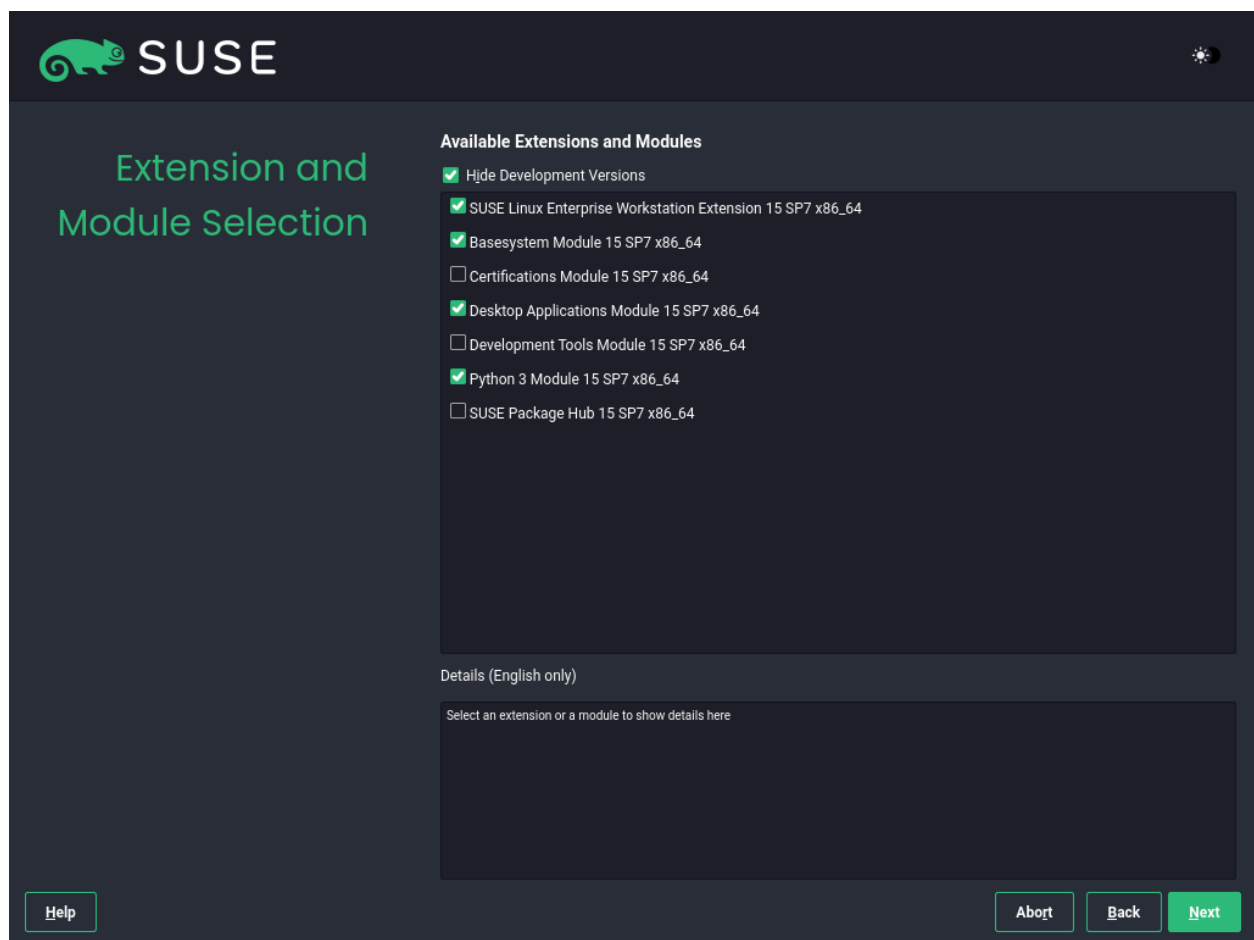 SUSE
Extension and
Module Selection
Available Extensions and Modules
Hide Development Versions
SUSE Linux Enterprise Workstation Extension 15 SP7 x86_64
Basesystem Module 15 SP7 x86_64
Certifications Module 15 SP7 x86_64
Desktop Applications Module 15 SP7 x86_64
Development Tools Module 15 SP7 x86_64
Python 3 Module 15 SP7 x86_64
SUSE Package Hub 15 SP7 x86_64
Details (English only)
Select an extension or a module to show details here
Help
Abort
Back
Next